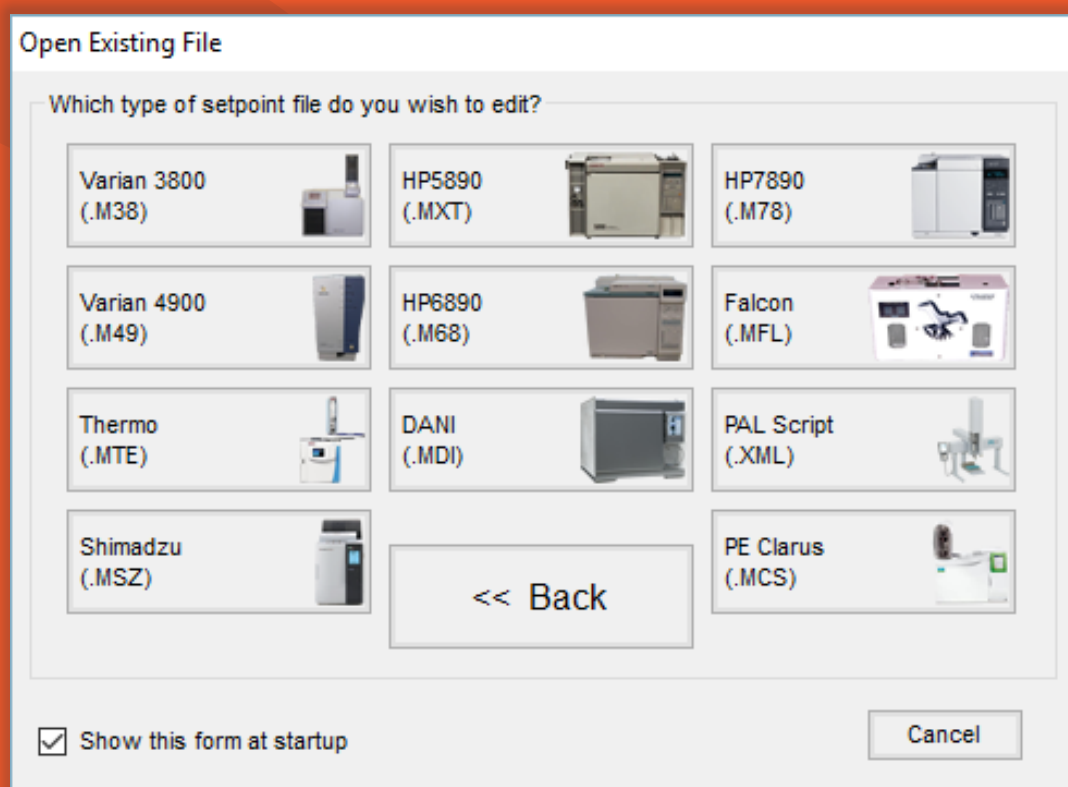 Open Existing File
Which type of setpoint file do you wish to edit?
Varian 3800
(.M38)
HP5890
(.MXT)
HP7890
(.M78)
Varian 4900
(.M49)
HP6890
(.M68)
Falcon
(.MFL)
Thermo
(.MTE)
DANI
(.MDI)
PAL Script
(.XML)
Shimadzu
(.MSZ)
<< Back
PE Clarus
(.MCS)
Show this form at startup
Cancel